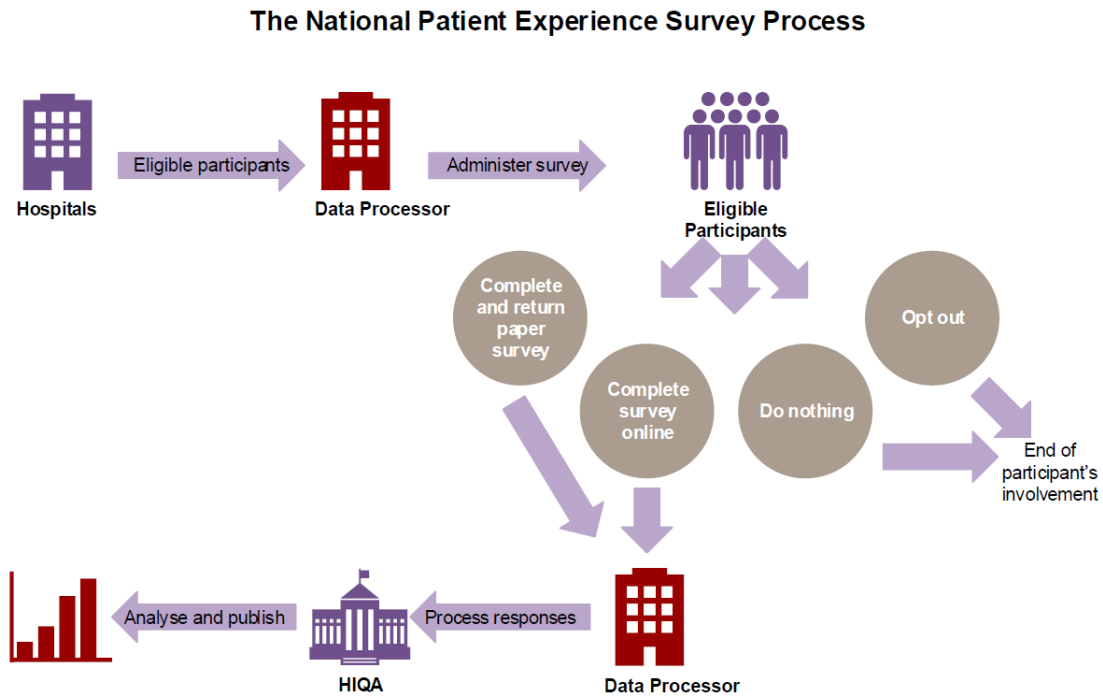 The National Patient Experience Survey Process
Eligible participants
Administer survey
Hospitals
Data Processor
Eligible
Participants
Complete
and return
paper
survey
Opt out
Complete
survey
online
Do nothing
End of
participant's
involvement
Analyse and publish
Process responses
HIQA
Data Processor